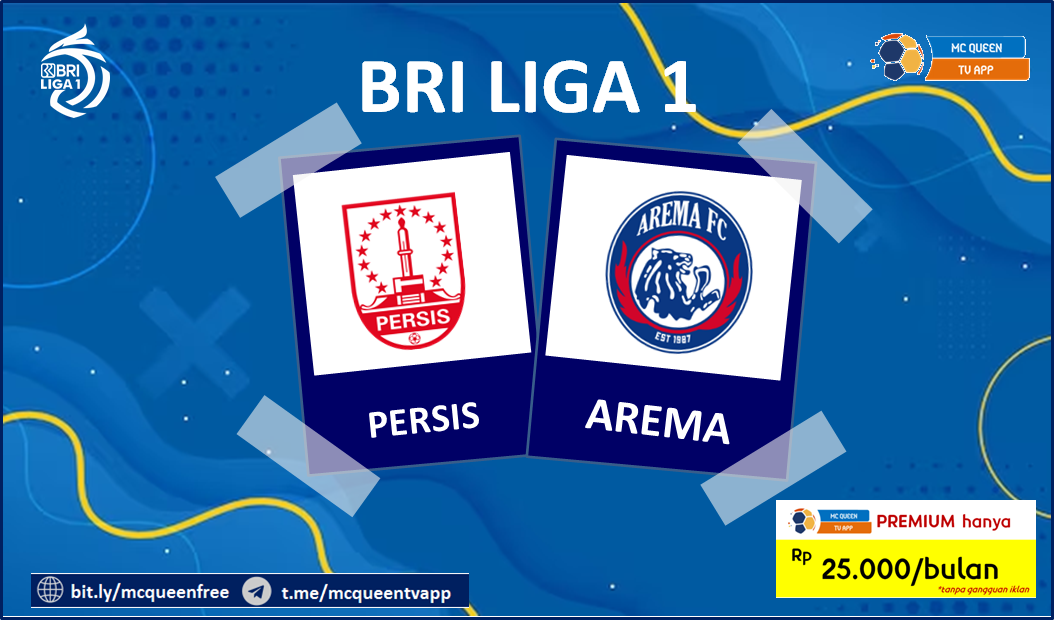 BRI
LIGA 1
BRI LIGA 1
MC QUEEN
TV APP
PERSIS
AREMA FC
EST 1987
PERSIS
AREMA
MC QUEEN
TV APP
PREMIUM hanya
Rp 25.000/bulan
*tanpa gangguan iklan
bit.ly/mcqueenfree
t.me/mcqueentvapp